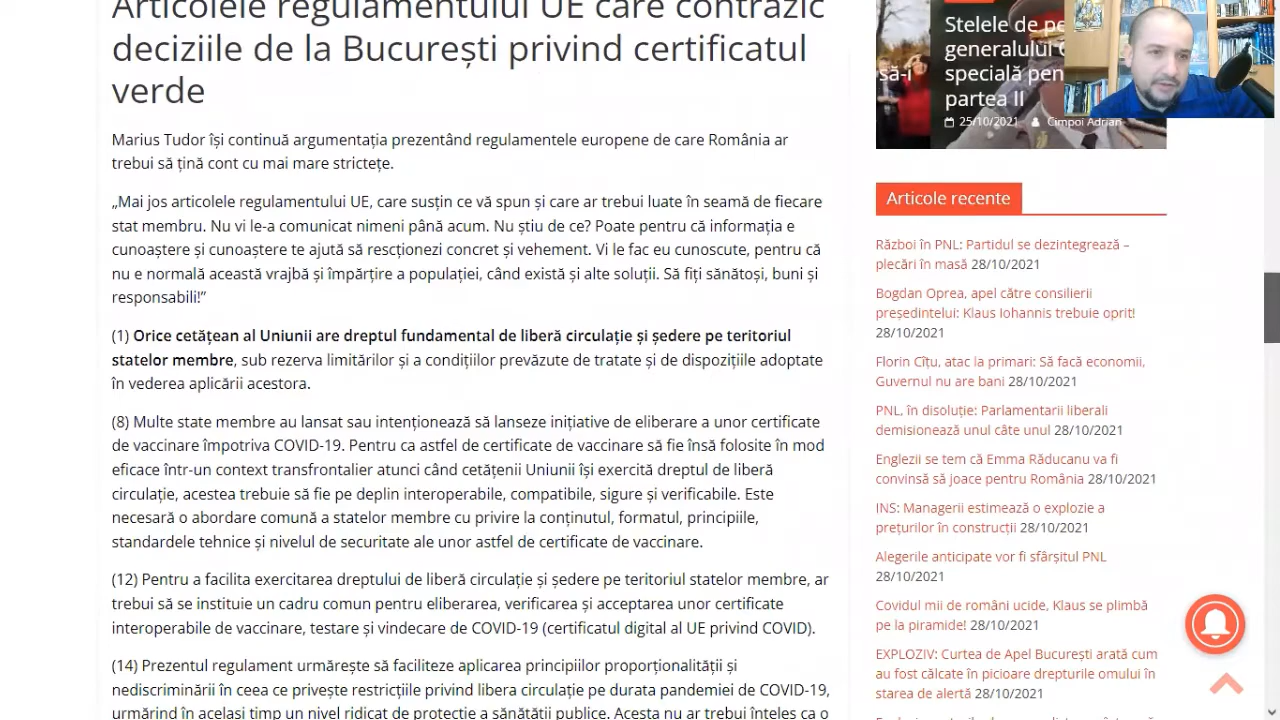 Articolele regulamentului UE care contrazic
deciziile de la București privind certificatul
verde
Marius Tudor își continuă argumentația prezentând regulamentele europene de care România ar
trebui să țină cont cu mai mare strictețe.
„Mai jos articolele regulamntului UE, care susțin ce vă spun și care ar trebui luate în seamă de fiecare
stat membru. Nu vi le-a comunicat nimeni până acum. Nu știu de ce? Poate pentru că informația e
cunoaștere și cunoaștere te ajută să rescționezi concret și vehement. Vi le fac eu cunoscute, pentru că
nu e normală această vrajbă și împărțire a populației, când există și alte soluții. Să fiți sănătoși, buni și
responsabili!”
(1) Orice cetățean al Uniunii are dreptul fundamental de liberă circulație și ședere pe teritoriul
statelor membre, sub rezerva limitărilor și a condițiilor prevăzute de tratate și de dispozițiile adoptate
în vederea aplicării acestora.
(8) Multe state membre au lansat sau intenționează să lanseze inițiative de eliberare a unor certificate
de vaccinare împotriva COVID-19. Pentru ca astfel de certificate de vaccinare să fie însă folosite în mod
eficace într-un context transfrontalier atunci când cetățenii Uniunii își exercită dreptul de liberă
circulație, acestea trebuie să fie pe deplin interoperabile, compatibile, sigure și verificabile. Este
necesară o abordare comună a statelor membre cu privire la conținutul, formatul, principiile,
standardele tehnice și nivelul de securitate ale unor astfel de certificate de vaccinare.
(12) Pentru a facilita exercitarea dreptului de liberă circulație și ședere pe teritoriul statelor membre, ar
trebui să se instituie un cadru comun pentru eliberarea, verificarea și acceptarea unor certificate
interoperabile de vaccinare, testare și vindecare de COVID-19 (certificatul digital al UE privind COVID).
(14) Prezentul regulament urmărește să faciliteze aplicarea principiilor proporționalității și
nediscriminării în ceea ce privește restricțiile privind libera circulație pe durata pandemiei de COVID-19,
urmărind în același timp un nivel ridicat de protecție a sănătății publice. Acesta nu ar trebui înțeles ca o
să-i
Stelele de
generalului
specială
partea II
25/10/2021 Cimpoi Adrian
Articole recente
Război în PNL: Partidul se dezintegrează –
plecări în masă 28/10/2021
Bogdan Oprea, apel către consilierii
președintelui: Klaus Iohannis trebuie oprit!
28/10/2021
Florin Cîțu, atac la primari: Să facă economii,
Guvernul nu are bani 28/10/2021
PNL, în disoluție: Parlamentarii liberali
demisionează unul câte unul 28/10/2021
Englezii se tem că Emma Răducanu va fi
convinsă să joace pentru România 28/10/2021
INS: Managerii estimează o explozie a
prețurilor în construcții 28/10/2021
Alegerile anticipate vor fi sfârșitul PNL
28/10/2021
Covidul mii de români ucide, Klaus se plimbă
pe la piramide! 28/10/2021
EXPLOZIV: Curtea de Apel București arată cum
au fost călcate în picioare drepturile omului în
starea de alertă 28/10/2021